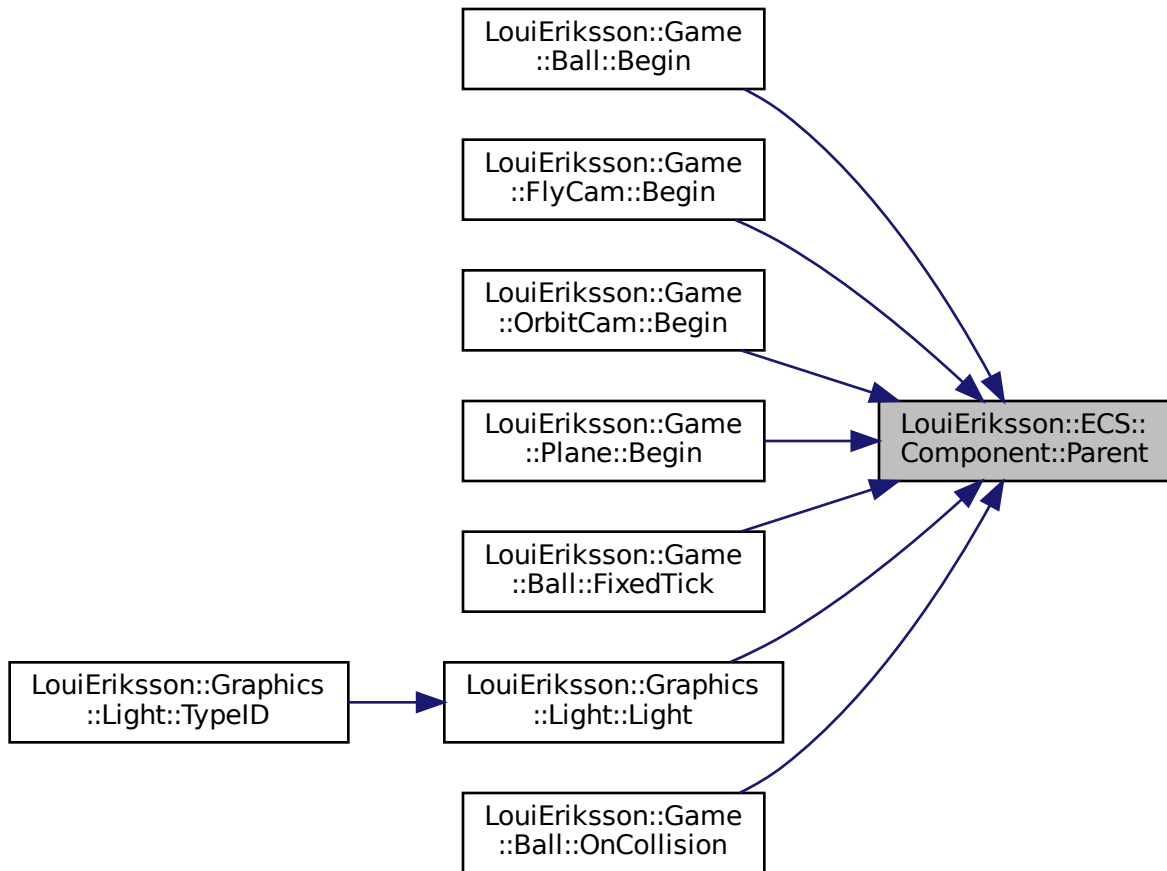 LouiEriksson::Game
::Ball::Begin
LouiEriksson::Game
::FlyCam::Begin
LouiEriksson::Game
::OrbitCam::Begin
LouiEriksson::Game
::Plane::Begin
LouiEriksson::ECS::
Component::Parent
LouiEriksson::Game
::Ball::FixedTick
LouiEriksson::Graphics
::Light::TypeID
LouiEriksson::Graphics
::Light::Light
LouiEriksson::Game
::Ball::OnCollision